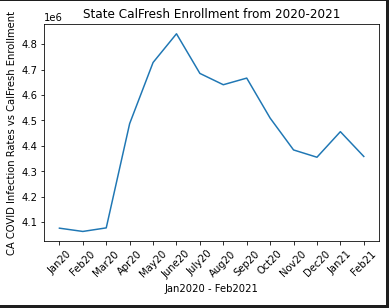 State CalFresh Enrollment from 2020-2021
1e6
CA COVID Infection Rates vs CalFresh Enrollment
4.8
4.7
4.6
4.5
4.4
4.3
4.2
4.1
Jan20
Feb20
Mar20
Apr20
May20
June20
July20
Aug20
Sep20
Oct20
Nov20
Dec20
Jan21
Feb21
Jan2020 - Feb2021